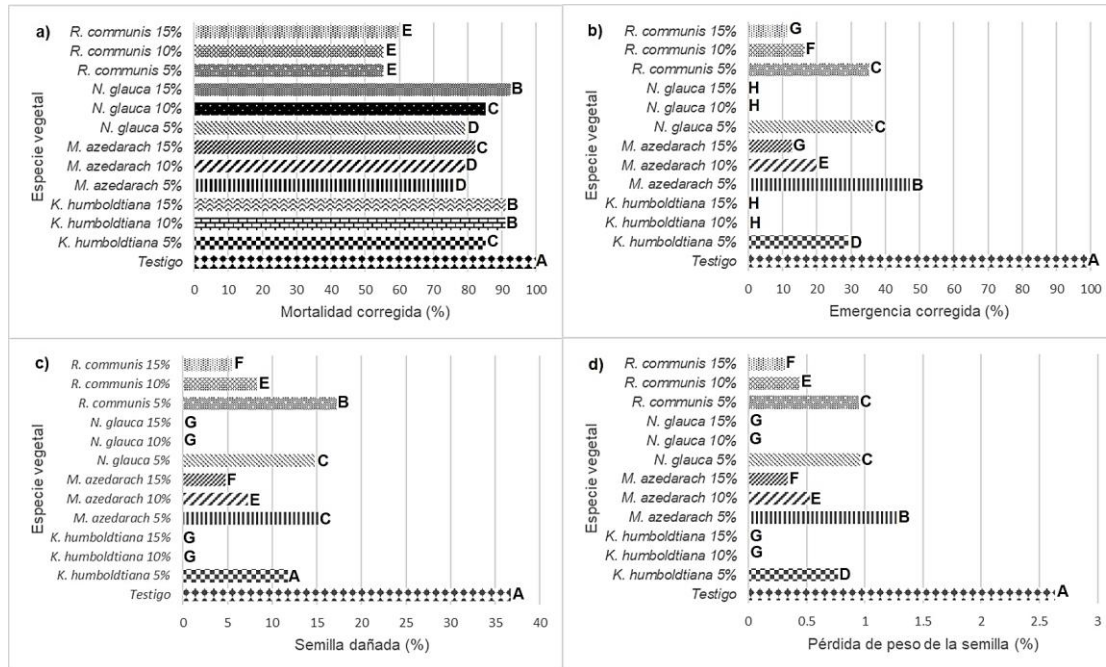 a)
Especie vegetal
R. communis 15%
E
R. communis 10%
E
R. communis 5%
E
N. glauca 15%
B
N. glauca 10%
C
N. glauca 5%
D
M. azedarach 15%
C
M. azedarach 10%
D
M. azedarach 5%
D
K. humboldtiana 15%
B
K. humboldtiana 10%
B
K. humboldtiana 5%
C
Testigo
A
0 10 20 30 40 50 60 70 80 90 100
Mortalidad corregida (%)
b)
Especie vegetal
R. communis 15%
G
R. communis 10%
F
R. communis 5%
C
N. glauca 15%
H
N. glauca 10%
H
N. glauca 5%
C
M. azedarach 15%
G
M. azedarach 10%
E
M. azedarach 5%
B
K. humboldtiana 15%
H
K. humboldtiana 10%
H
K. humboldtiana 5%
D
Testigo
A
0 10 20 30 40 50 60 70 80 90 100
Emergencia corregida (%)
c)
Especie vegetal
R. communis 15%
F
R. communis 10%
E
R. communis 5%
B
N. glauca 15%
G
N. glauca 10%
G
N. glauca 5%
C
M. azedarach 15%
F
M. azedarach 10%
E
M. azedarach 5%
C
K. humboldtiana 15%
G
K. humboldtiana 10%
G
K. humboldtiana 5%
A
Testigo
A
0 5 10 15 20 25 30 35 40
Semilla dañada (%)
d)
Especie vegetal
R. communis 15%
F
R. communis 10%
E
R. communis 5%
C
N. glauca 15%
G
N. glauca 10%
G
N. glauca 5%
C
M. azedarach 15%
F
M. azedarach 10%
E
M. azedarach 5%
B
K. humboldtiana 15%
G
K. humboldtiana 10%
G
K. humboldtiana 5%
D
Testigo
A
0 0.5 1 1.5 2 2.5 3
Pérdida de peso de la semilla (%)